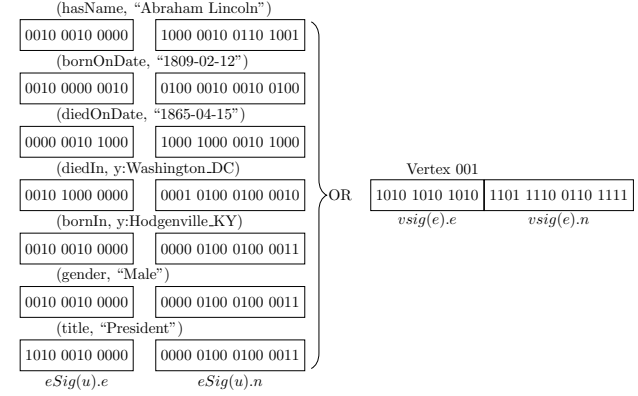 (hasName, “Abraham Lincoln”)
0010 0010 0000 1000 0010 0110 1001
(bornOnDate, “1809-02-12”)
0010 0000 0010 0100 0010 0010 0100
(diedOnDate, “1865-04-15”)
0000 0010 1000 1000 1000 0010 1000
(diedIn, y:Washington_DC)
0010 1000 0000 0001 0100 0100 0010
(bornIn, y:Hodgenville_KY)
0010 0010 0000 0000 0100 0100 0011
(gender, “Male”)
0010 0010 0000 0000 0100 0100 0011
(title, “President”)
1010 0010 0000 0000 0100 0100 0011
eSig(u).e eSig(u).n
OR
Vertex 001
1010 1010 1010 1101 1110 0110 1111
vsig(e).e vsig(e).n